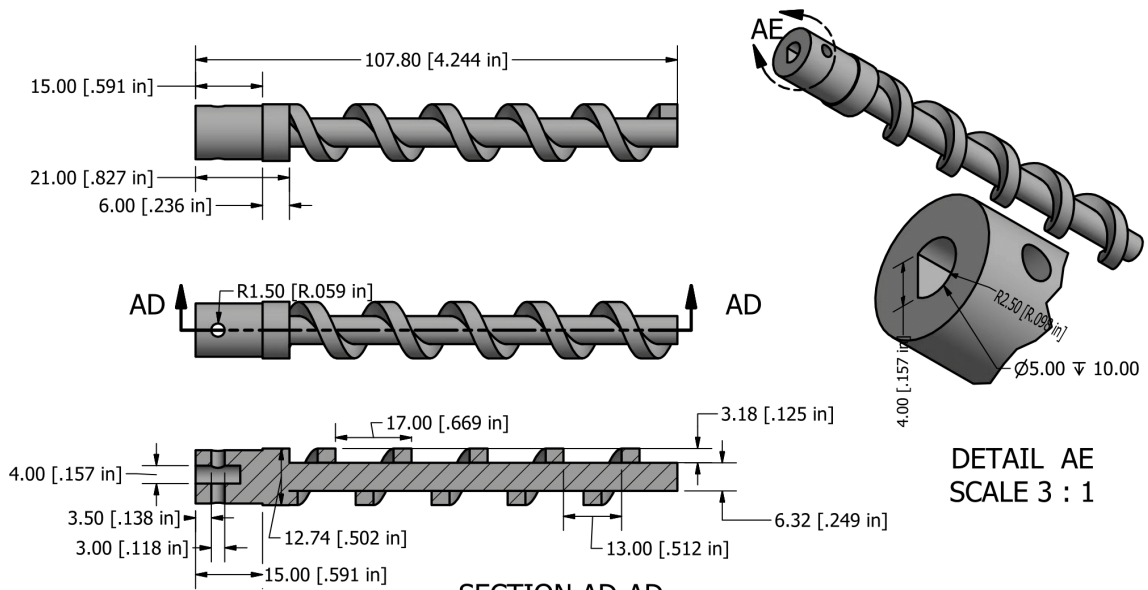 107.80 [4.244 in]
15.00 [.591 in]
21.00 [.827 in]
6.00 [.236 in]
AE
AD
R1.50 [R.059 in]
AD
R2.50 [R.098 in]
4.00 [.157 in]
⌀5.00 ↧ 10.00
17.00 [.669 in]
3.18 [.125 in]
4.00 [.157 in]
3.50 [.138 in]
3.00 [.118 in]
12.74 [.502 in]
13.00 [.512 in]
6.32 [.249 in]
15.00 [.591 in]
DETAIL AE
SCALE 3 : 1
SECTION AD-AD